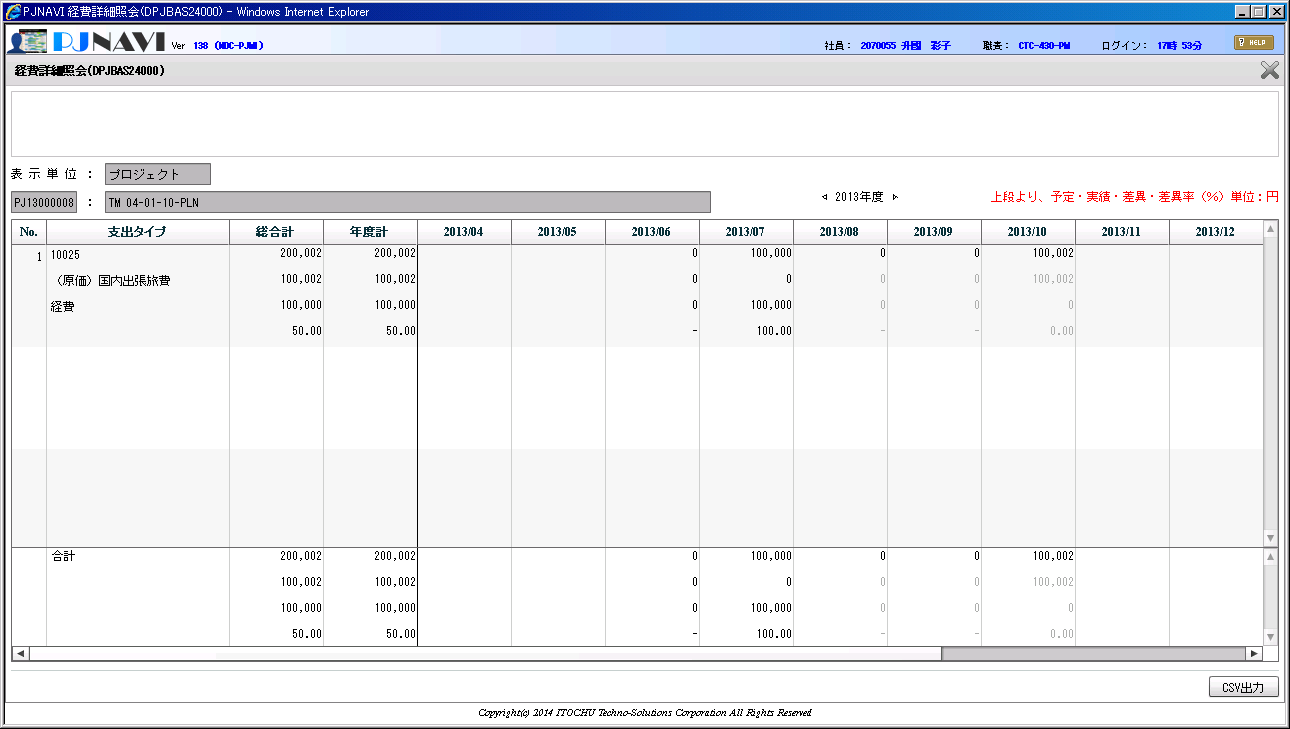 PJNAVI 経費詳細照会(DPJBAS24000) - Windows Internet Explorer
PJNAVI Ver 138 (NDC-PJMI) 社員： 2070055 升國 彩子 職責： CTC-430-PM ログイン： 17時 53分 ? HELP
経費詳細照会(DPJBAS24000)
表示単位： プロジェクト
PJ13000008 ： TM 04-01-10-PLN 2013年度 上段より、予定・実績・差異・差異率（％）単位：円
No. 支出タイプ 総合計 年度計 2013/04 2013/05 2013/06 2013/07 2013/08 2013/09 2013/10 2013/11 2013/12
1 10025 200,002 200,002 0 100,000 0 0 100,002
（原価）国内出張旅費 100,002 100,002 0 0 0 0 100,002
経費 100,000 100,000 0 100,000 0 0 0
50.00 50.00 - 100.00 - - 0.00
合計 200,002 200,002 0 100,000 0 0 100,002
100,002 100,002 0 0 0 0 100,002
100,000 100,000 0 100,000 0 0 0
50.00 50.00 - 100.00 - - 0.00
CSV出力
Copyright(c) 2014 ITOCHU Techno-Solutions Corporation All Rights Reserved